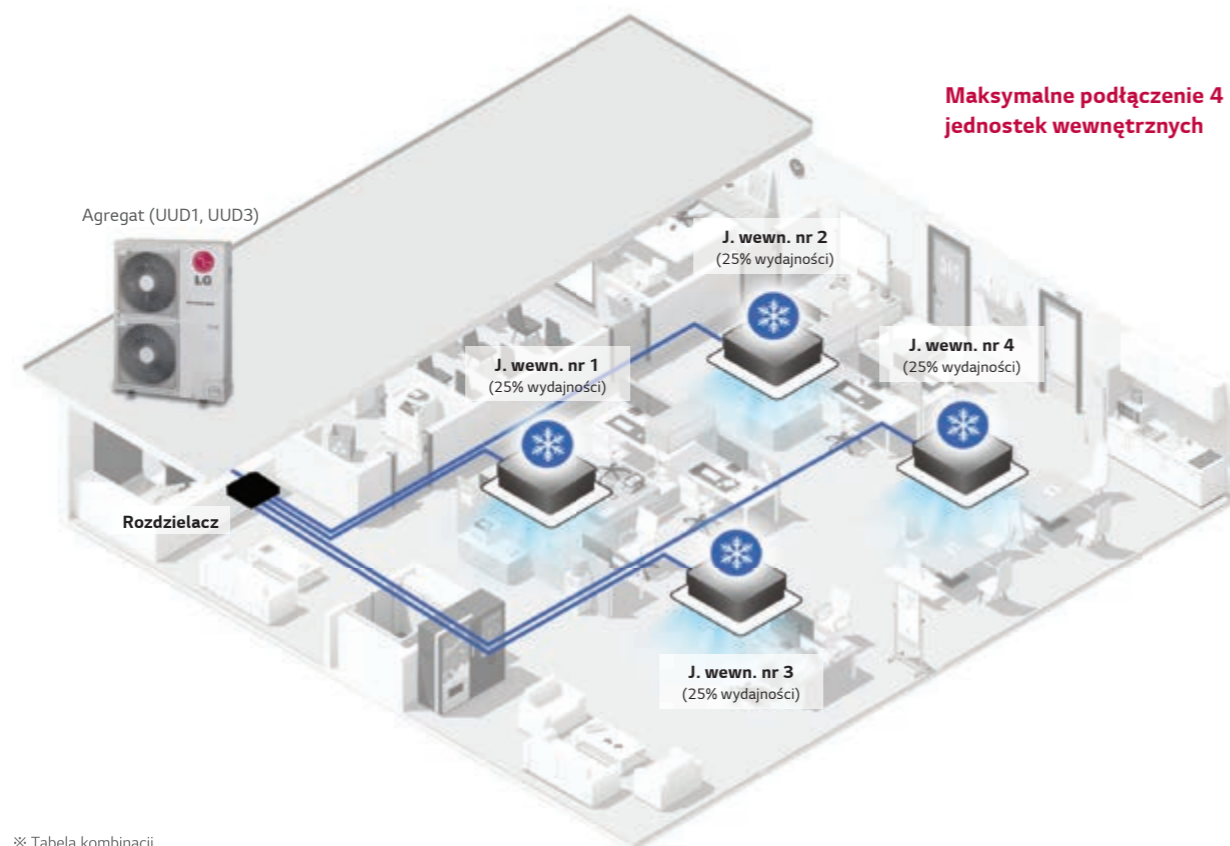 Maksymalne podłączenie 4
jednostek wewnętrznych
Agregat (UUD1, UUD3)
LG
J. wewn. nr 2
(25% wydajności)
J. wewn. nr 4
(25% wydajności)
J. wewn. nr 1
(25% wydajności)
Rozdzielacz
J. wewn. nr 3
(25% wydajności)
※ Tabela kombinacji